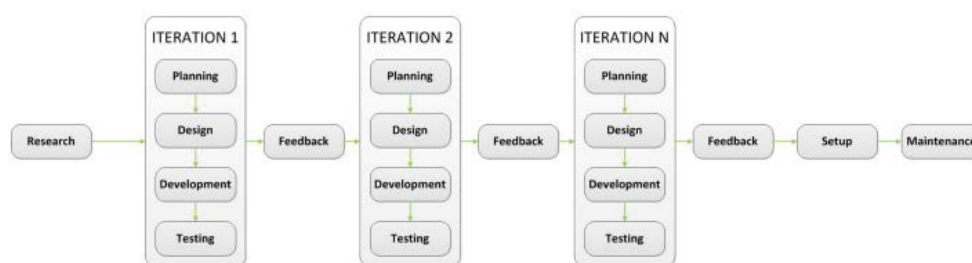 Research
ITERATION 1
Planning
Design
Development
Testing
Feedback
ITERATION 2
Planning
Design
Development
Testing
Feedback
ITERATION N
Planning
Design
Development
Testing
Feedback
Setup
Maintenance